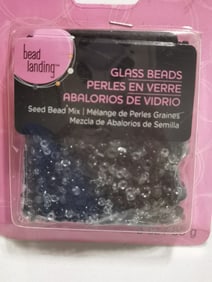 bead
landing™
GLASS BEADS
PERLES EN VERRE
ABALORIOS DE VIDRIO
Seed Bead Mix | Mélange de Perles Graines
Mezcla de Abalorios de Semilla